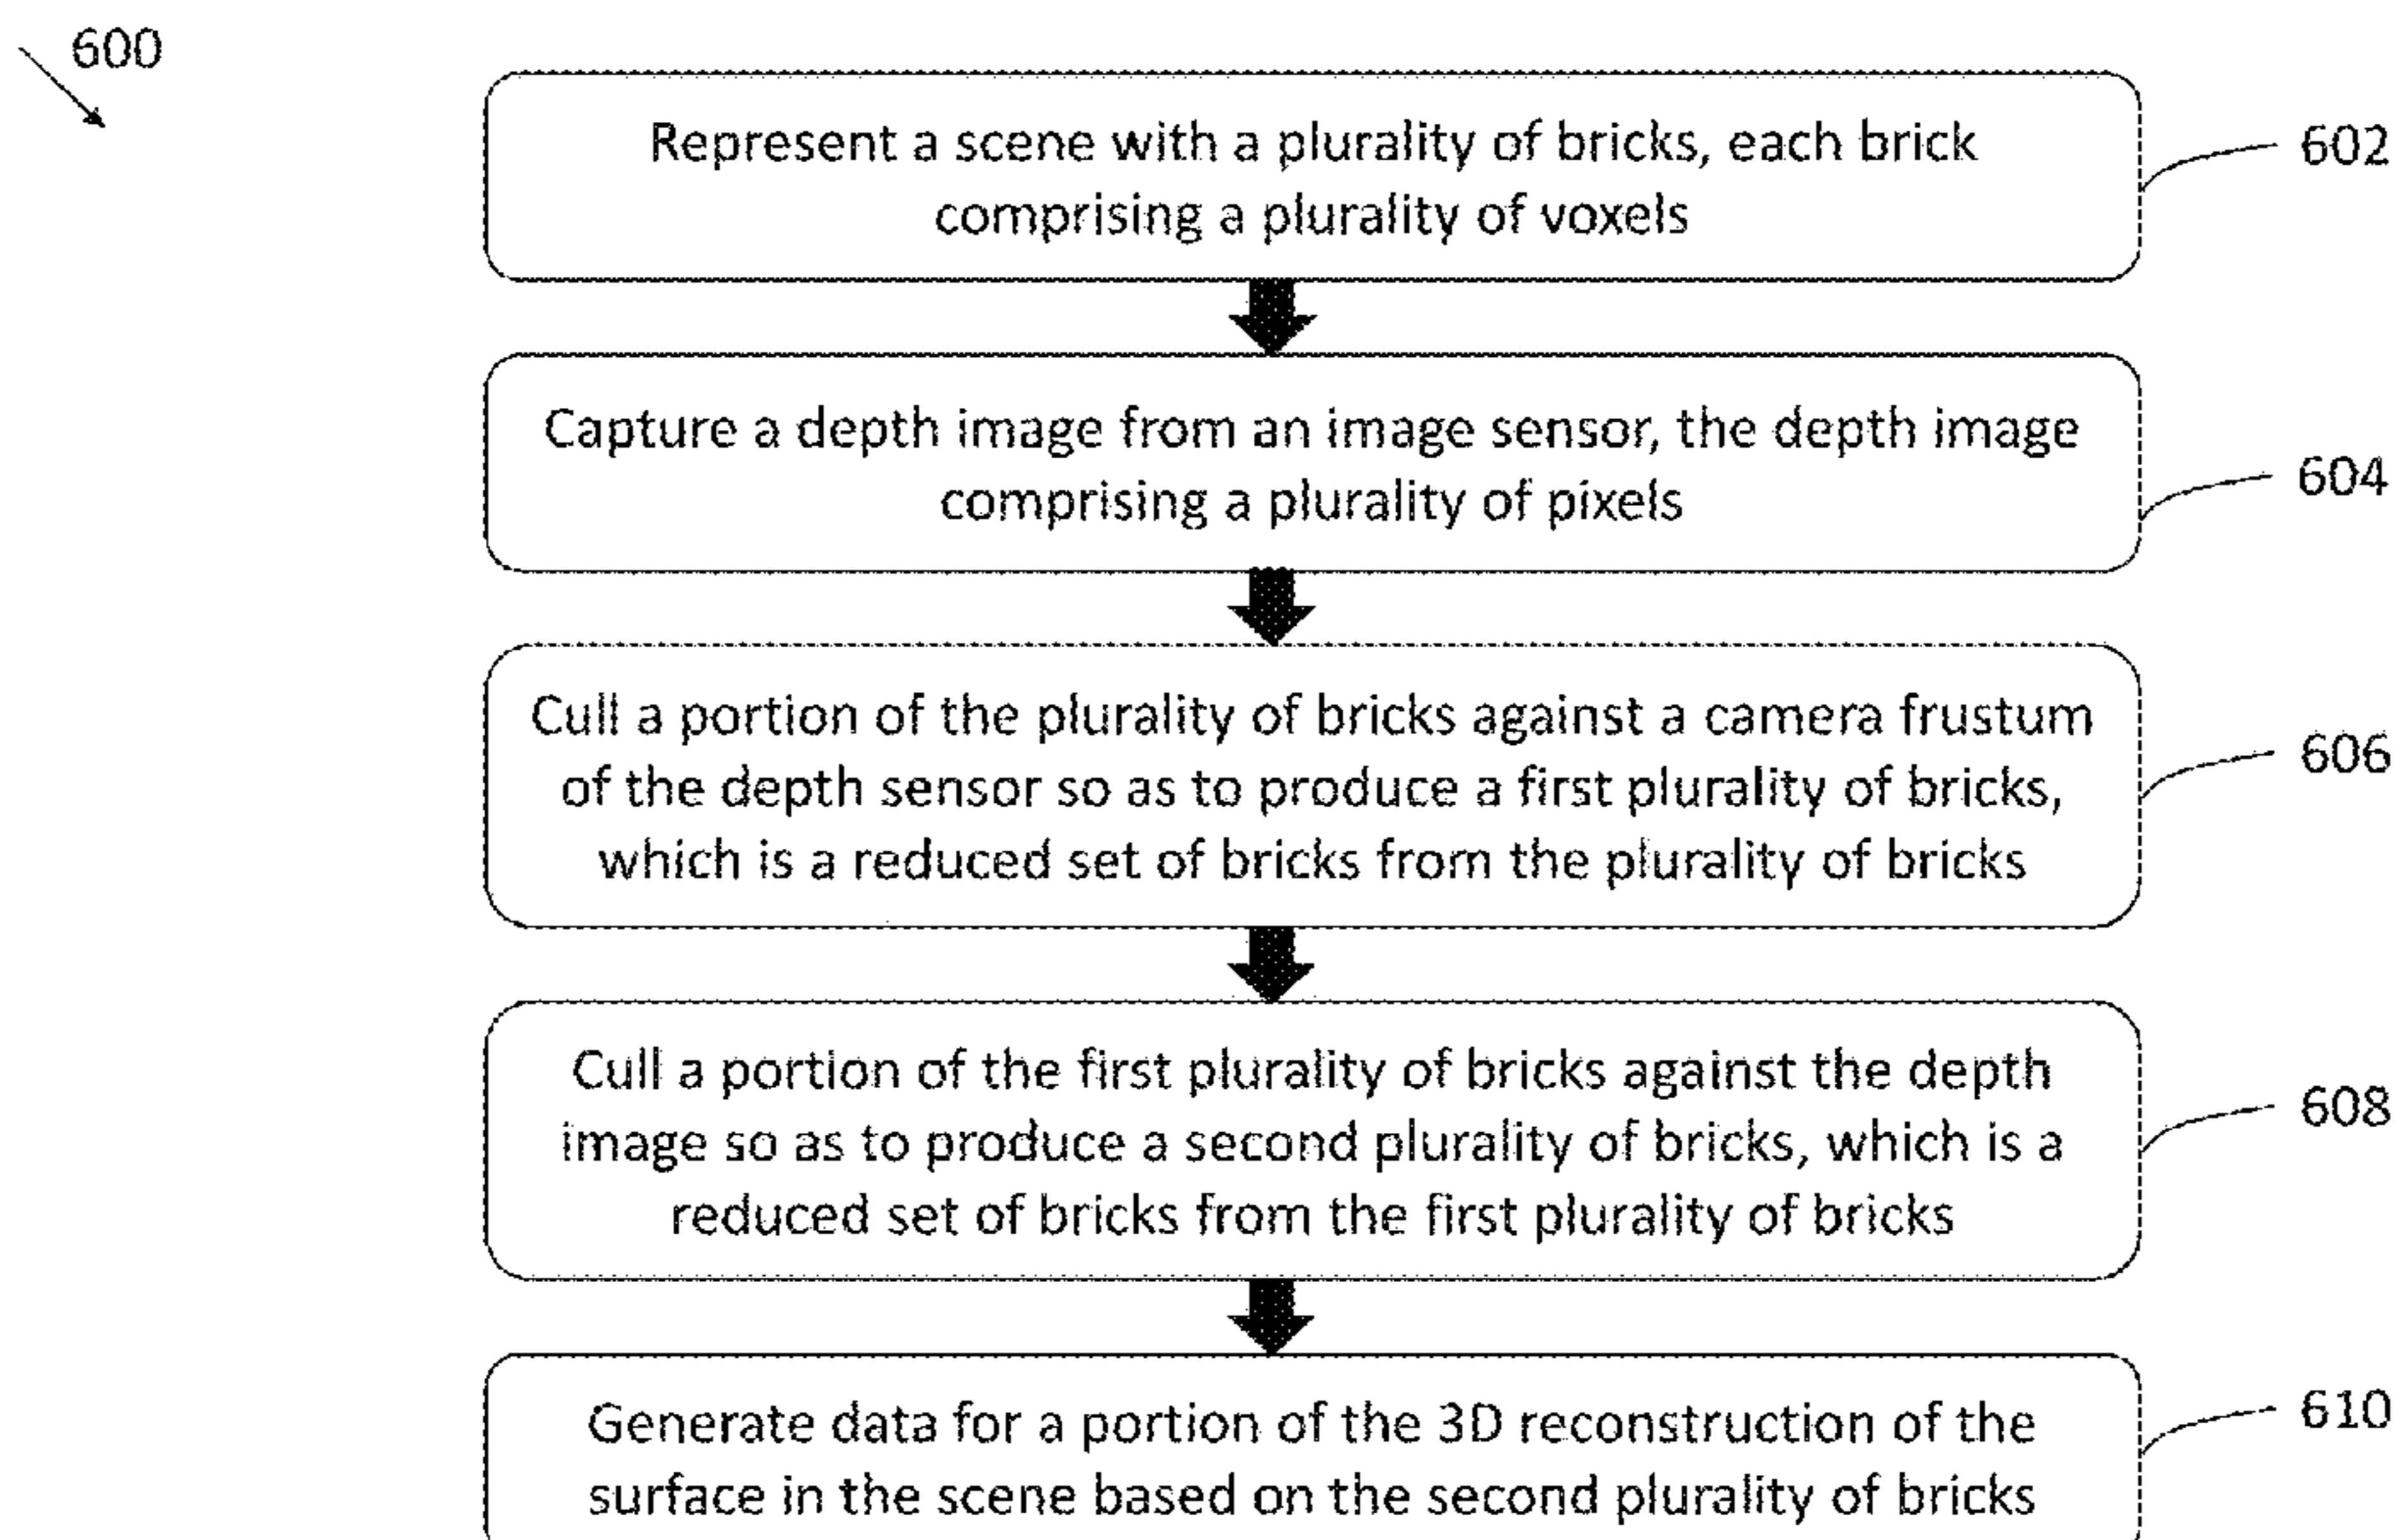 600
Represent a scene with a plurality of bricks, each brick
comprising a plurality of voxels
602
Capture a depth image from an image sensor, the depth image
comprising a plurality of pixels
604
Cull a portion of the plurality of bricks against a camera frustum
of the depth sensor so as to produce a first plurality of bricks,
which is a reduced set of bricks from the plurality of bricks
606
Cull a portion of the first plurality of bricks against the depth
image so as to produce a second plurality of bricks, which is a
reduced set of bricks from the first plurality of bricks
608
Generate data for a portion of the 3D reconstruction of the
surface in the scene based on the second plurality of bricks
610